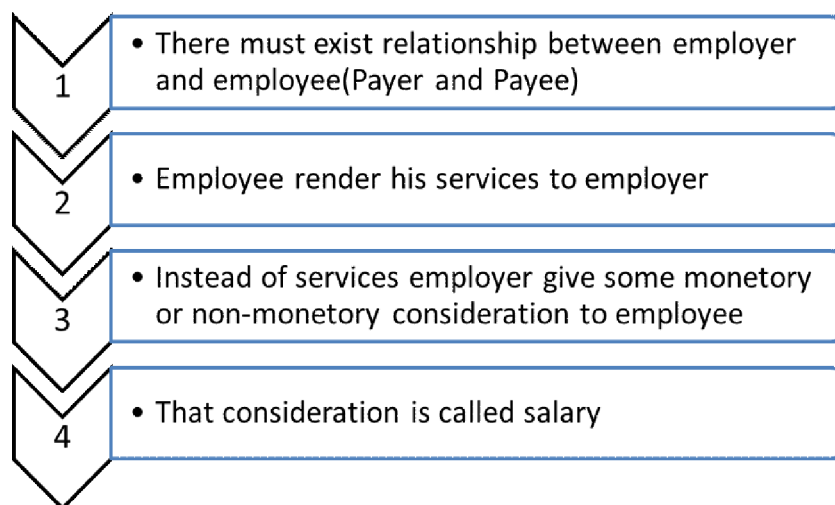 1
• There must exist relationship between employer
and employee(Payer and Payee)
2
• Employee render his services to employer
3
• Instead of services employer give some monetory
or non-monetory consideration to employee
4
• That consideration is called salary